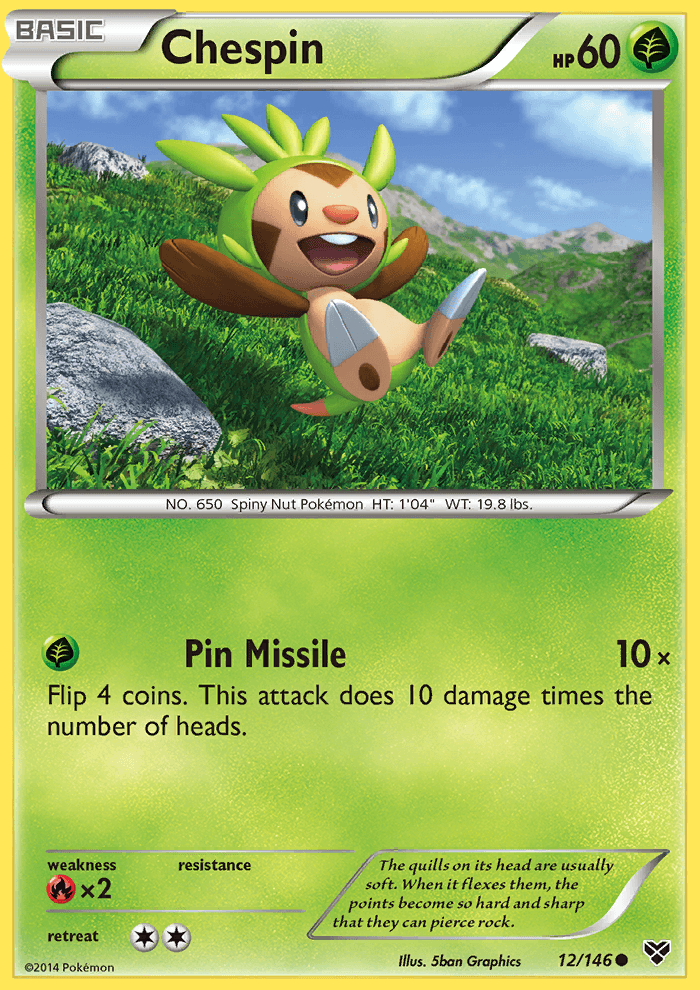 BASIC
Chespin
HP60
NO. 650 Spiny Nut Pokémon HT: 1'04" WT: 19.8 lbs.
Pin Missile
10×
Flip 4 coins. This attack does 10 damage times the
number of heads.
weakness
resistance
×2
The quills on its head are usually
soft. When it flexes them, the
points become so hard and sharp
that they can pierce rock.
retreat
©2014 Pokémon
Illus. 5ban Graphics
12/146